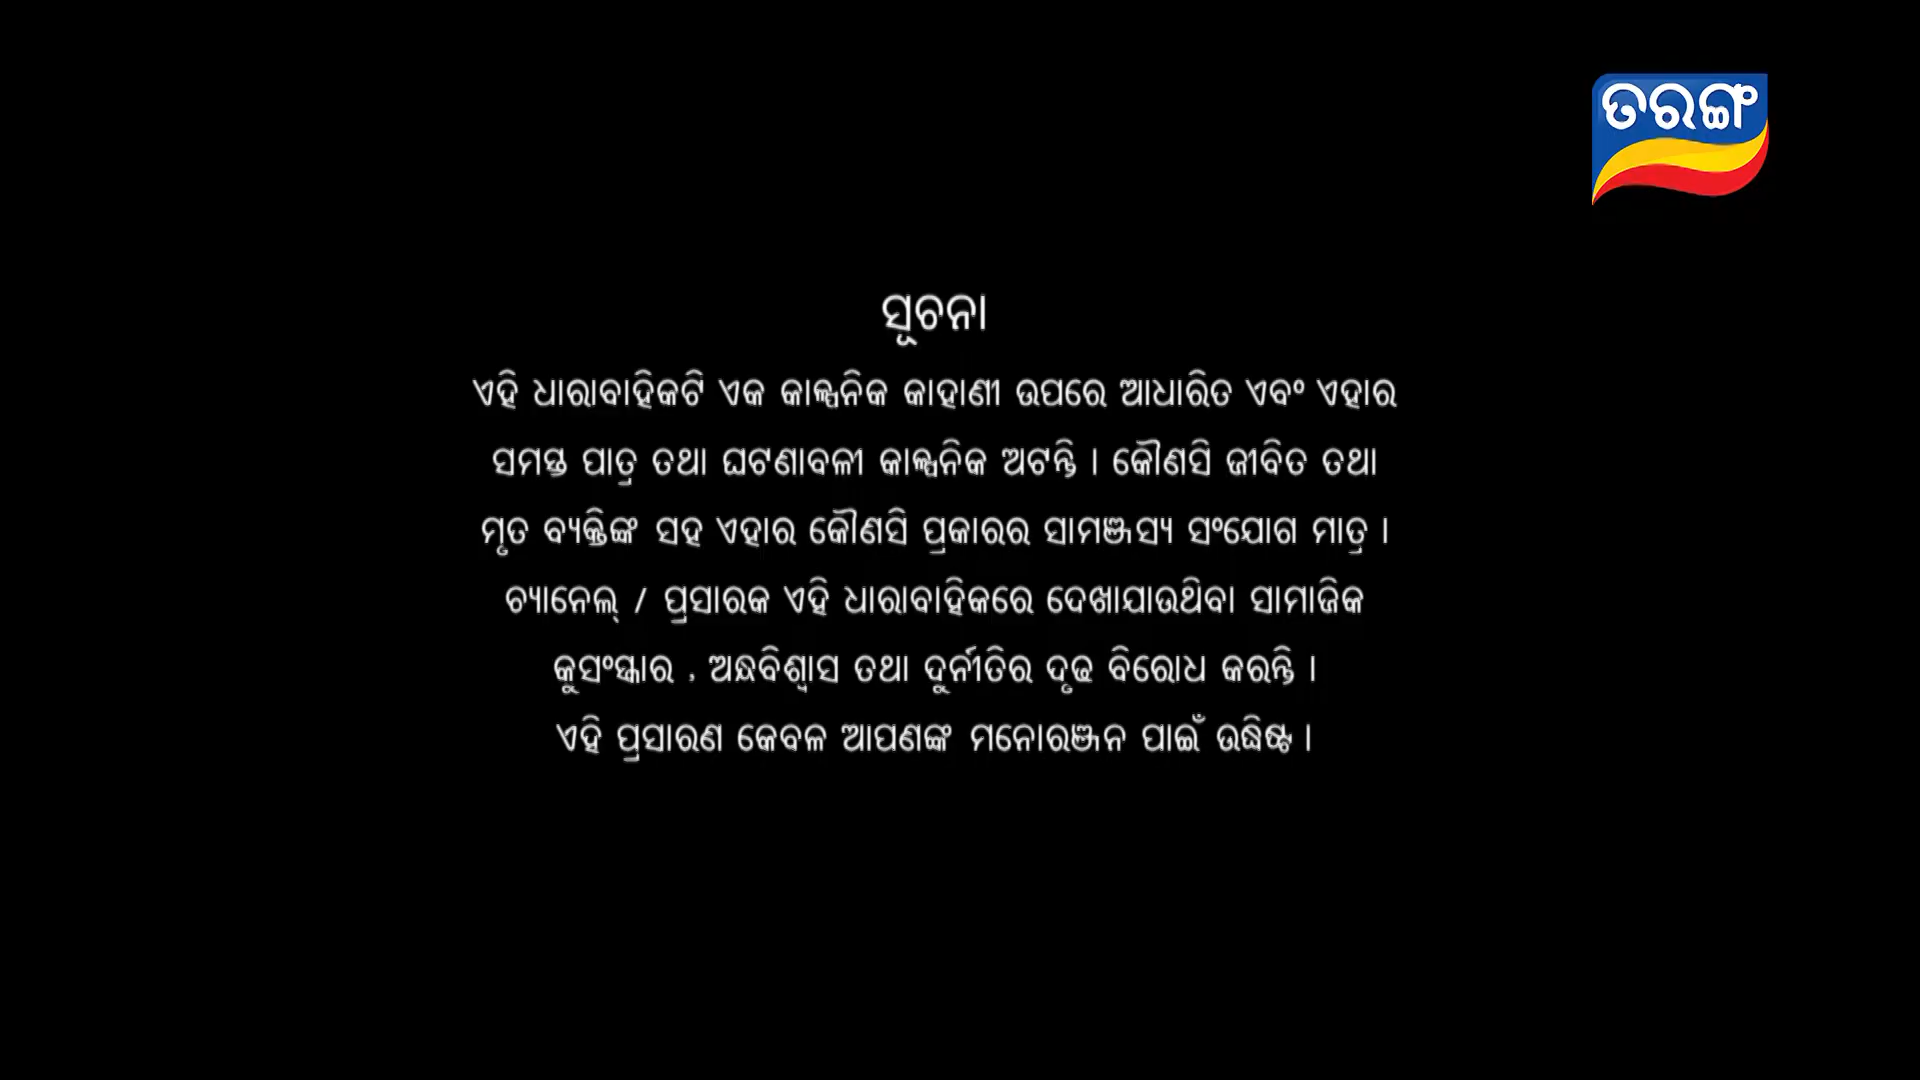 ତରଙ୍ଗ
ସୂଚନା
ଏହି ଧାରାବାହିକଟି ଏକ କାଳ୍ପନିକ କାହାଣୀ ଉପରେ ଆଧାରିତ ଏବଂ ଏହାର
ସମସ୍ତ ପାତ୍ର ତଥା ଘଟଣାବଳୀ କାଳ୍ପନିକ ଅଟନ୍ତି । କୌଣସି ଜୀବିତ ତଥା
ମୃତ ବ୍ୟକ୍ତିଙ୍କ ସହ ଏହାର କୌଣସି ପ୍ରକାରର ସାମଞ୍ଜସ୍ୟ ସଂଯୋଗ ମାତ୍ର ।
ଚ୍ୟାନେଲ୍ / ପ୍ରସାରକ ଏହି ଧାରାବାହିକରେ ଦେଖାଯାଉଥିବା ସାମାଜିକ
କୁସଂସ୍କାର , ଅନ୍ଧବିଶ୍ୱାସ ତଥା ଦୁର୍ନୀତିର ଦୃଢ ବିରୋଧ କରନ୍ତି ।
ଏହି ପ୍ରସାରଣ କେବଳ ଆପଣଙ୍କ ମନୋରଞ୍ଜନ ପାଇଁ ଉଦ୍ଧିଷ୍ଟ ।